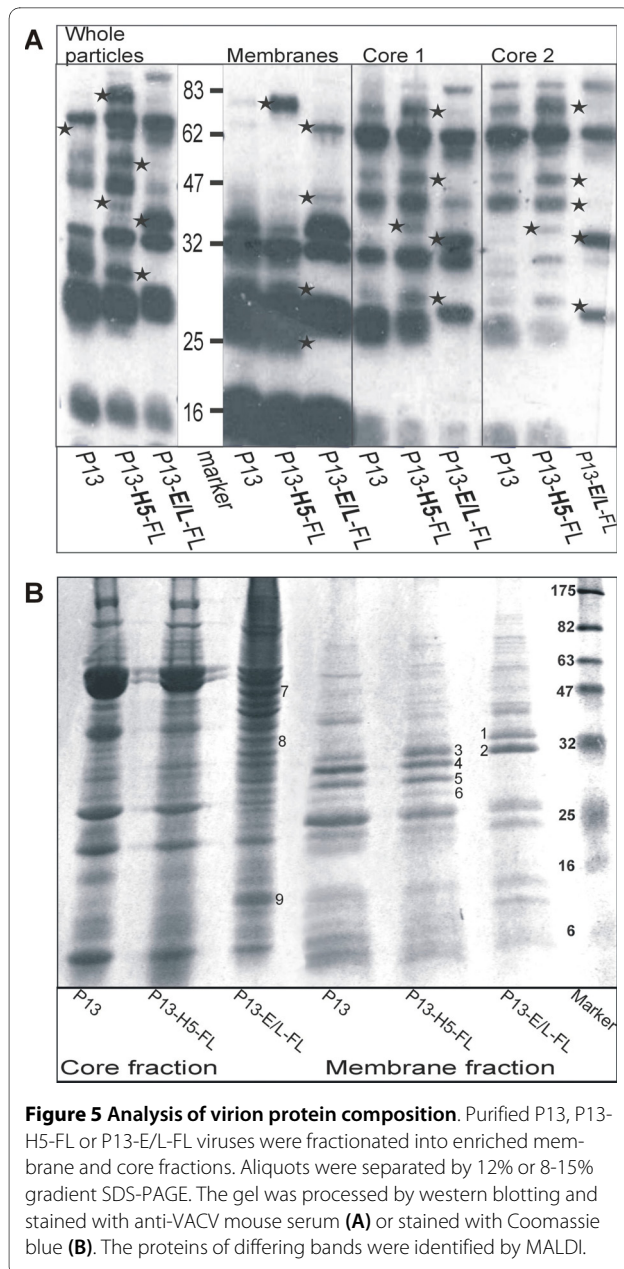 A
Whole particles
Membranes
Core 1
Core 2
83
62
47
32
25
16
P13
P13-H5-FL
P13-E/L-FL
marker
P13
P13-H5-FL
P13-E/L-FL
P13
P13-H5-FL
P13-E/L-FL
P13
P13-H5-FL
P13-E/L-FL
B
175
82
63
47
32
25
16
6
7
8
9
3
4
5
6
1
2
P13
P13-H5-FL
P13-E/L-FL
P13
P13-H5-FL
P13-E/L-FL
Marker
Core fraction
Membrane fraction
Figure 5 Analysis of virion protein composition. Purified P13, P13-
H5-FL or P13-E/L-FL viruses were fractionated into enriched mem-
brane and core fractions. Aliquots were separated by 12% or 8-15%
gradient SDS-PAGE. The gel was processed by western blotting and
stained with anti-VACV mouse serum (A) or stained with Coomassie
blue (B). The proteins of differing bands were identified by MALDI.